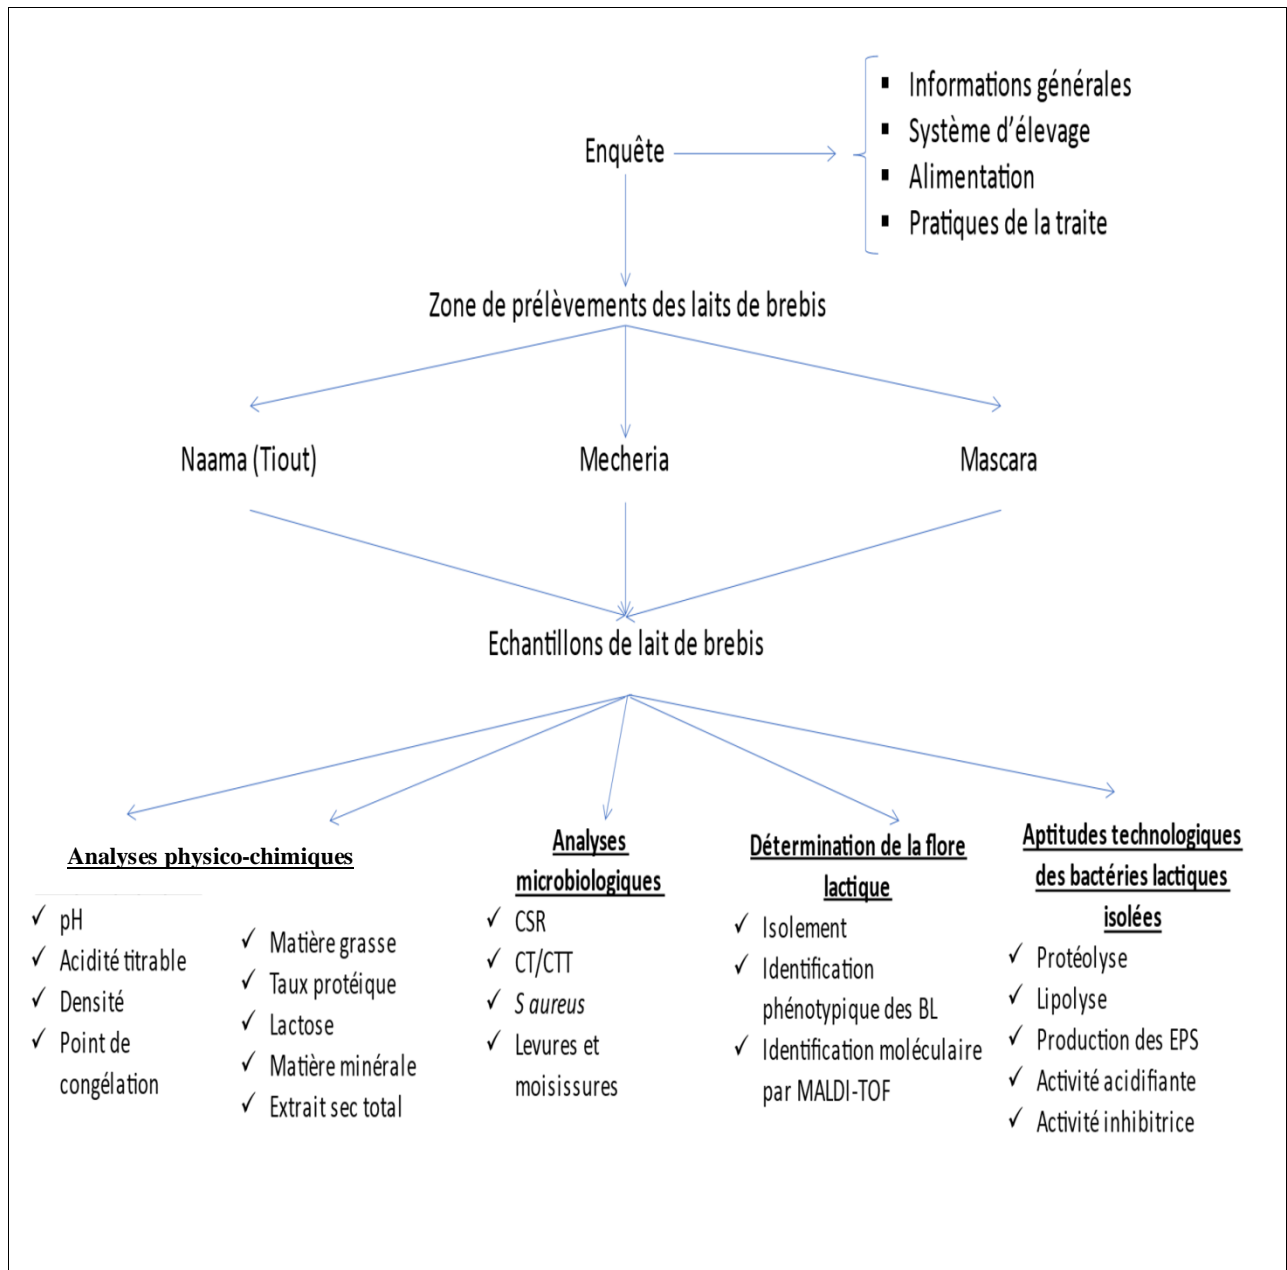 Informations générales
Système d’élevage
Alimentation
Pratiques de la traite
Enquête
Zone de prélèvements des laits de brebis
Naama (Tiout)
Mecheria
Mascara
Echantillons de lait de brebis
Analyses physico-chimiques
✓ pH
✓ Acidité titrable
✓ Densité
✓ Point de
congélation
✓ Matière grasse
✓ Taux protéique
✓ Lactose
✓ Matière minérale
✓ Extrait sec total
Analyses
microbiologiques
✓ CSR
✓ CT/CTT
✓ S aureus
✓ Levures et
moisissures
Détermination de la flore
lactique
✓ Isolement
✓ Identification
phénotypique des BL
✓ Identification moléculaire
par MALDI-TOF
Aptitudes technologiques
des bactéries lactiques
isolées
✓ Protéolyse
✓ Lipolyse
✓ Production des EPS
✓ Activité acidifiante
✓ Activité inhibitrice